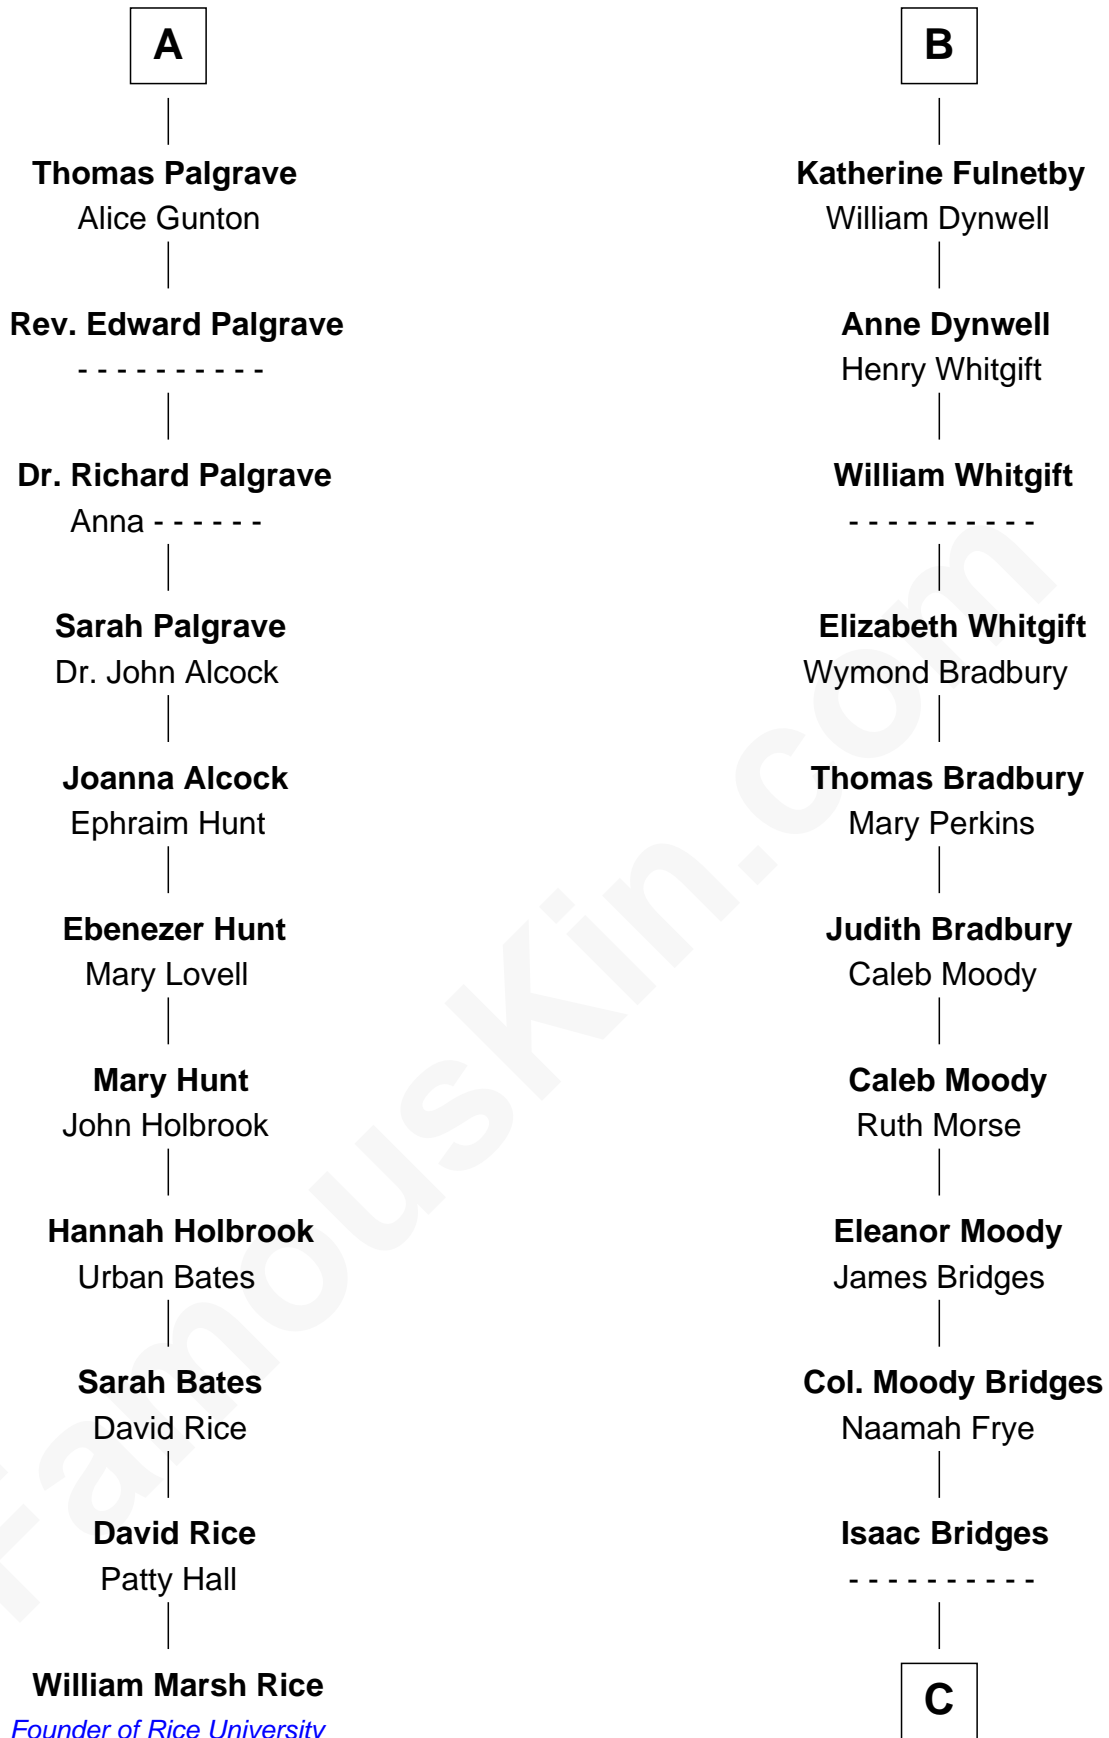 A
Thomas Palgrave
Alice Gunton
Rev. Edward Palgrave
- - - - - - - - - -
Dr. Richard Palgrave
Anna - - - - - -
Sarah Palgrave
Dr. John Alcock
Joanna Alcock
Ephraim Hunt
Ebenezer Hunt
Mary Lovell
Mary Hunt
John Holbrook
Hannah Holbrook
Urban Bates
Sarah Bates
David Rice
David Rice
Patty Hall
William Marsh Rice
Founder of Rice University
B
Katherine Fulnetby
William Dynwell
Anne Dynwell
Henry Whitgift
William Whitgift
- - - - - - - - - -
Elizabeth Whitgift
Wymond Bradbury
Thomas Bradbury
Mary Perkins
Judith Bradbury
Caleb Moody
Caleb Moody
Ruth Morse
Eleanor Moody
James Bridges
Col. Moody Bridges
Naamah Frye
Isaac Bridges
- - - - - - - - - -
C
FamousKin.com